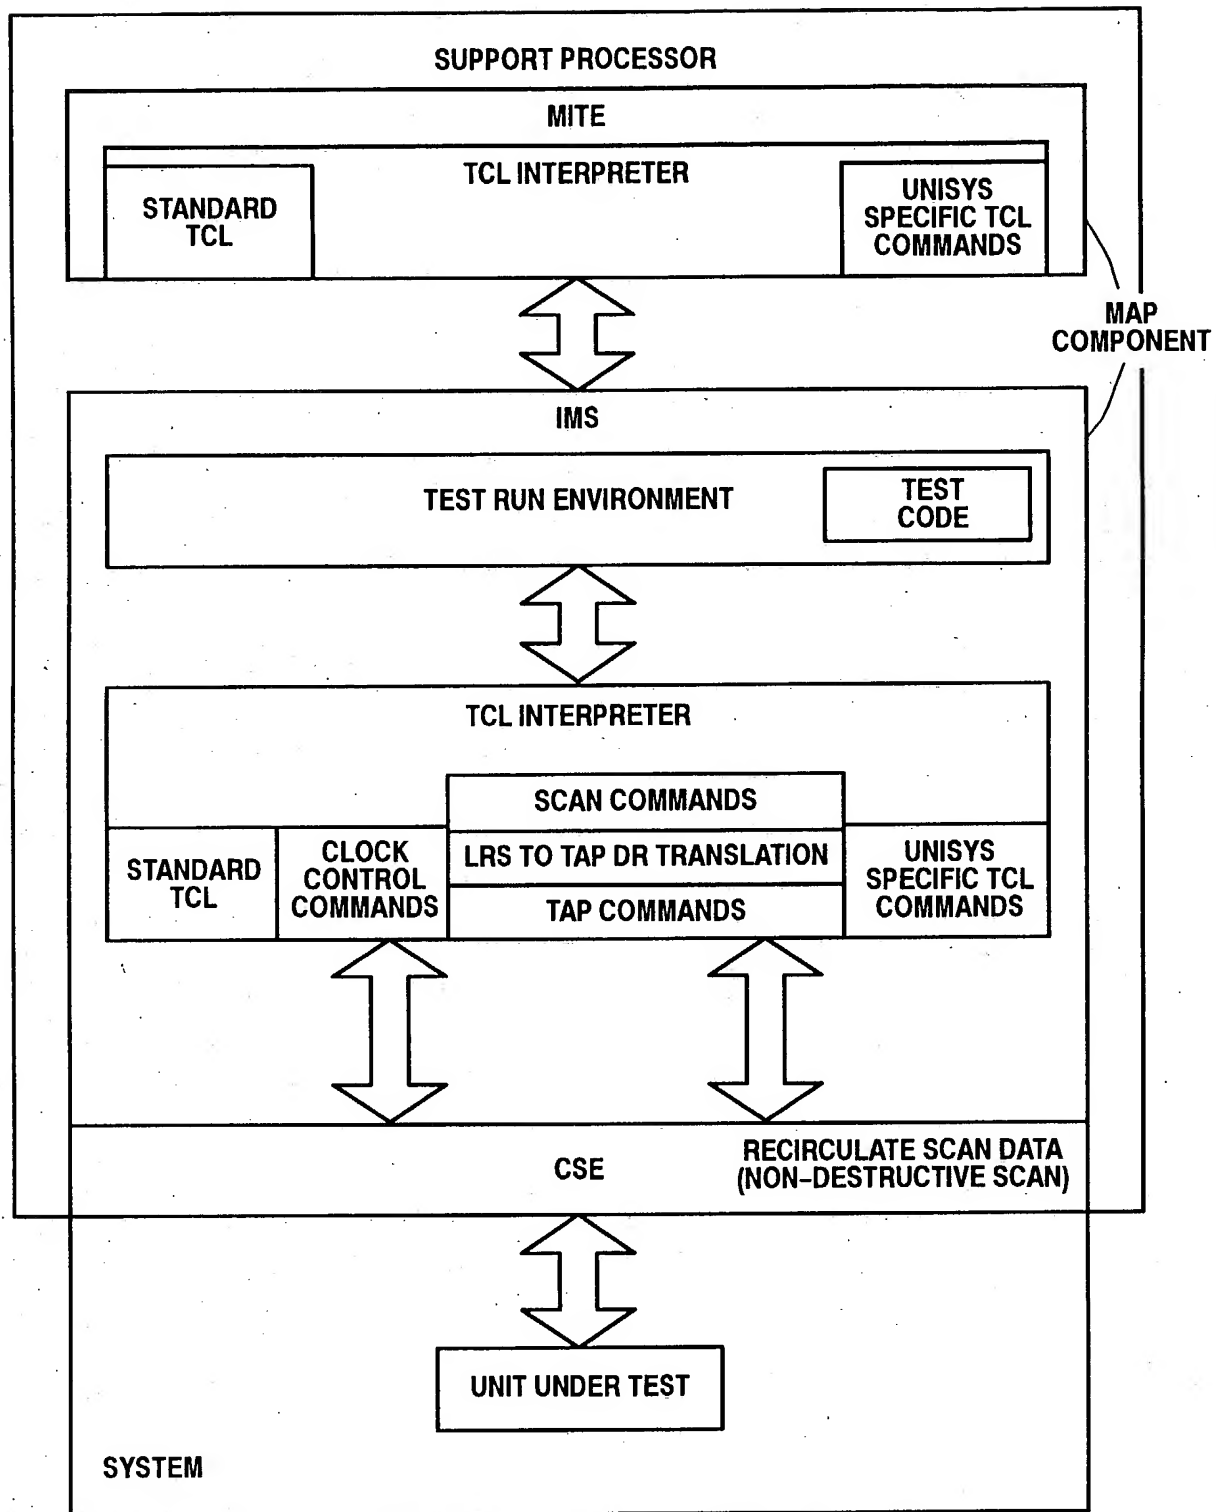 SUPPORT PROCESSOR
MITE
TCL INTERPRETER
STANDARD
TCL
UNISYS
SPECIFIC TCL
COMMANDS
MAP
COMPONENT
IMS
TEST RUN ENVIRONMENT
TEST
CODE
TCL INTERPRETER
SCAN COMMANDS
STANDARD
TCL
CLOCK
CONTROL
COMMANDS
LRS TO TAP DR TRANSLATION
TAP COMMANDS
UNISYS
SPECIFIC TCL
COMMANDS
CSE
RECIRCULATE SCAN DATA
(NON-DESTRUCTIVE SCAN)
UNIT UNDER TEST
SYSTEM